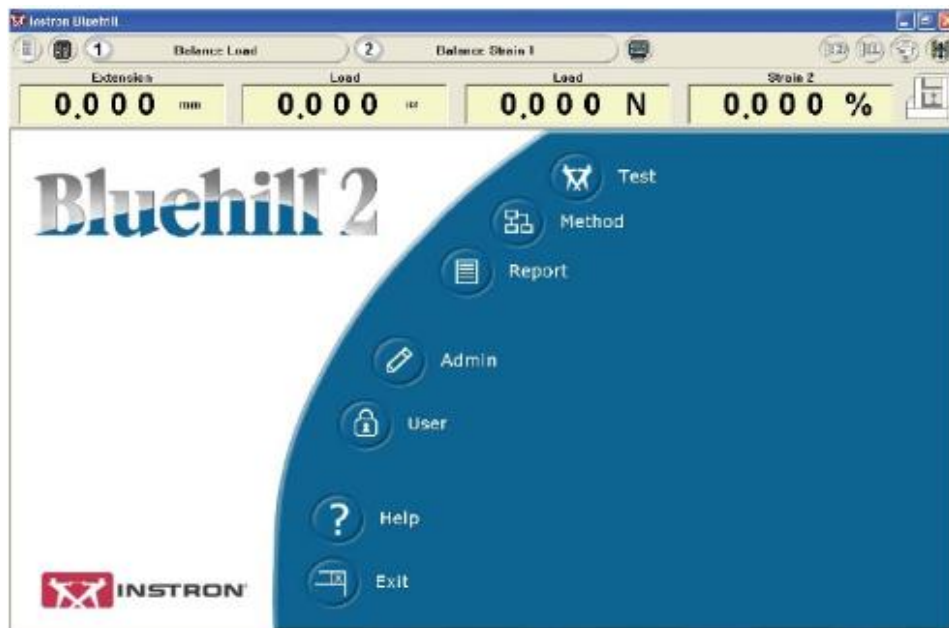 Instron Bluehill
1 Balance Load 2 Balance Strain 1
Extension Load Load Strain 2
0.000 mm 0.000 0.000 N 0.000 %
Bluehill 2
Test
Method
Report
Admin
User
? Help
INSTRON Exit